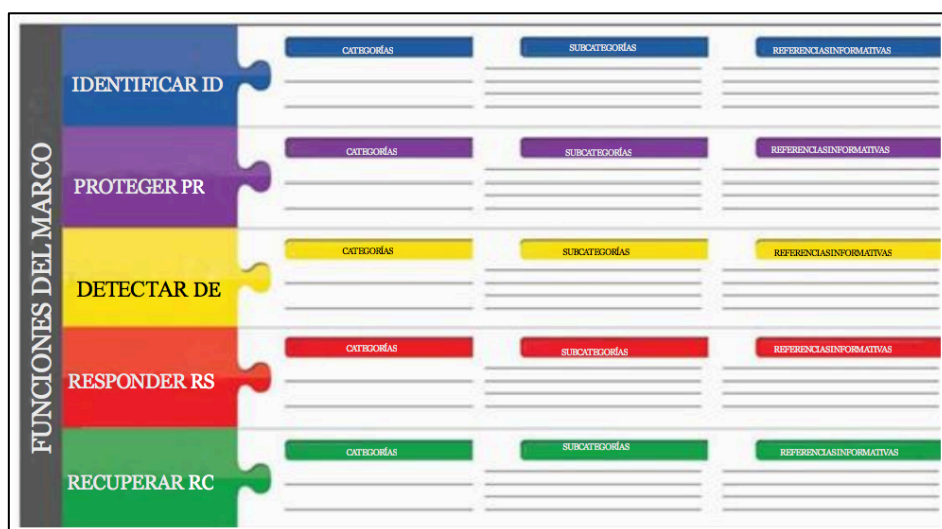 FUNCIONES DEL MARCO
IDENTIFICAR ID
CATEGORÍAS
SUBCATEGORÍAS
REFERENCIASINFORMATIVAS
PROTEGER PR
CATEGORÍAS
SUBCATEGORÍAS
REFERENCIASINFORMATIVAS
DETECTAR DE
CATEGORÍAS
SUBCATEGORÍAS
REFERENCIASINFORMATIVAS
RESPONDER RS
CATEGORÍAS
SUBCATEGORÍAS
REFERENCIASINFORMATIVAS
RECUPERAR RC
CATEGORÍAS
SUBCATEGORÍAS
REFERENCIASINFORMATIVAS